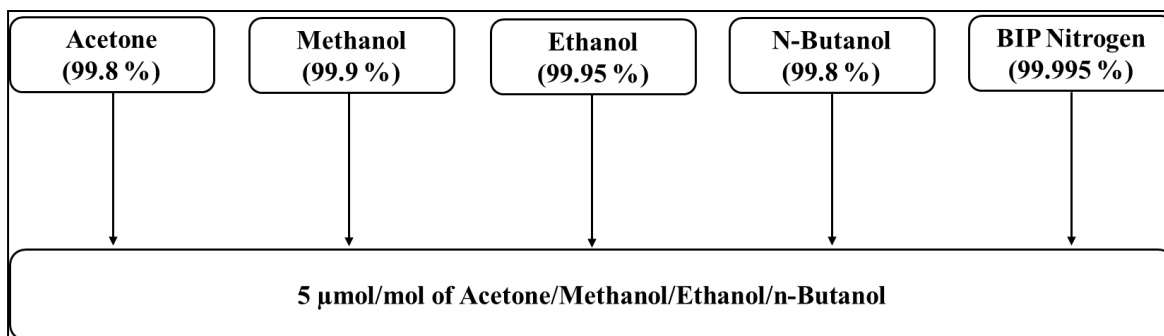 Acetone
(99.8 %)
Methanol
(99.9 %)
Ethanol
(99.95 %)
N-Butanol
(99.8 %)
BIP Nitrogen
(99.995 %)
5 µmol/mol of Acetone/Methanol/Ethanol/n-Butanol